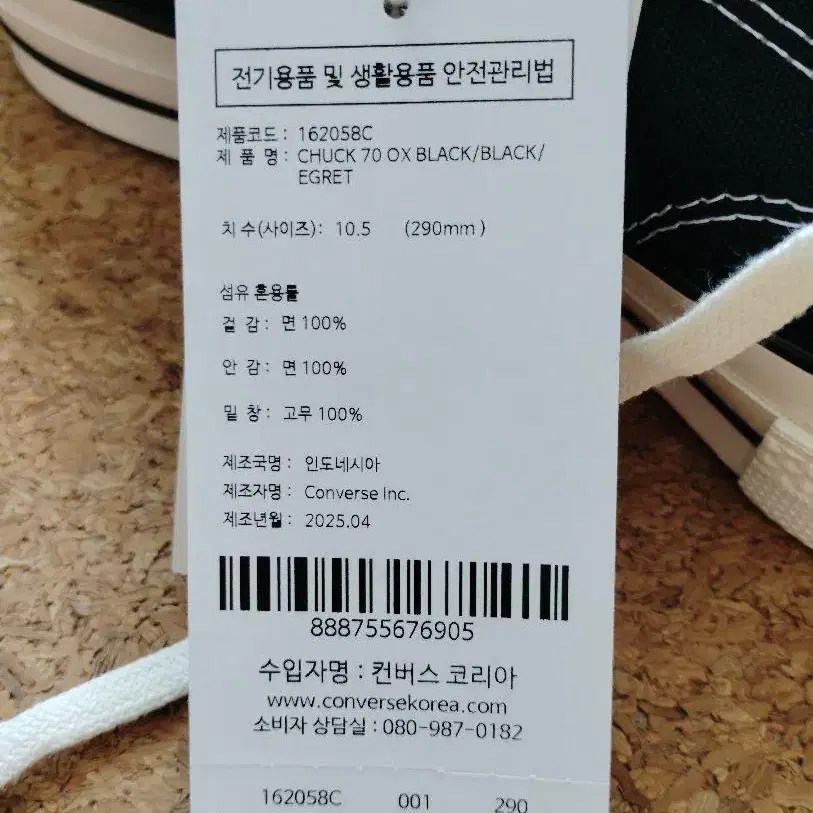 전기용품 및 생활용품 안전관리법
제품코드 : 162058C
제 품 명 : CHUCK 70 OX BLACK/BLACK/
EGRET
치 수(사이즈) : 10.5 (290mm )
섬유 혼용률
겉 감 : 면 100%
안 감 : 면 100%
밑 창 : 고무 100%
제조국명 : 인도네시아
제조자명 : Converse Inc.
제조년월 : 2025.04
888755676905
수입자명 : 컨버스 코리아
www.conversekorea.com
소비자 상담실 : 080-987-0182
162058C 001 290